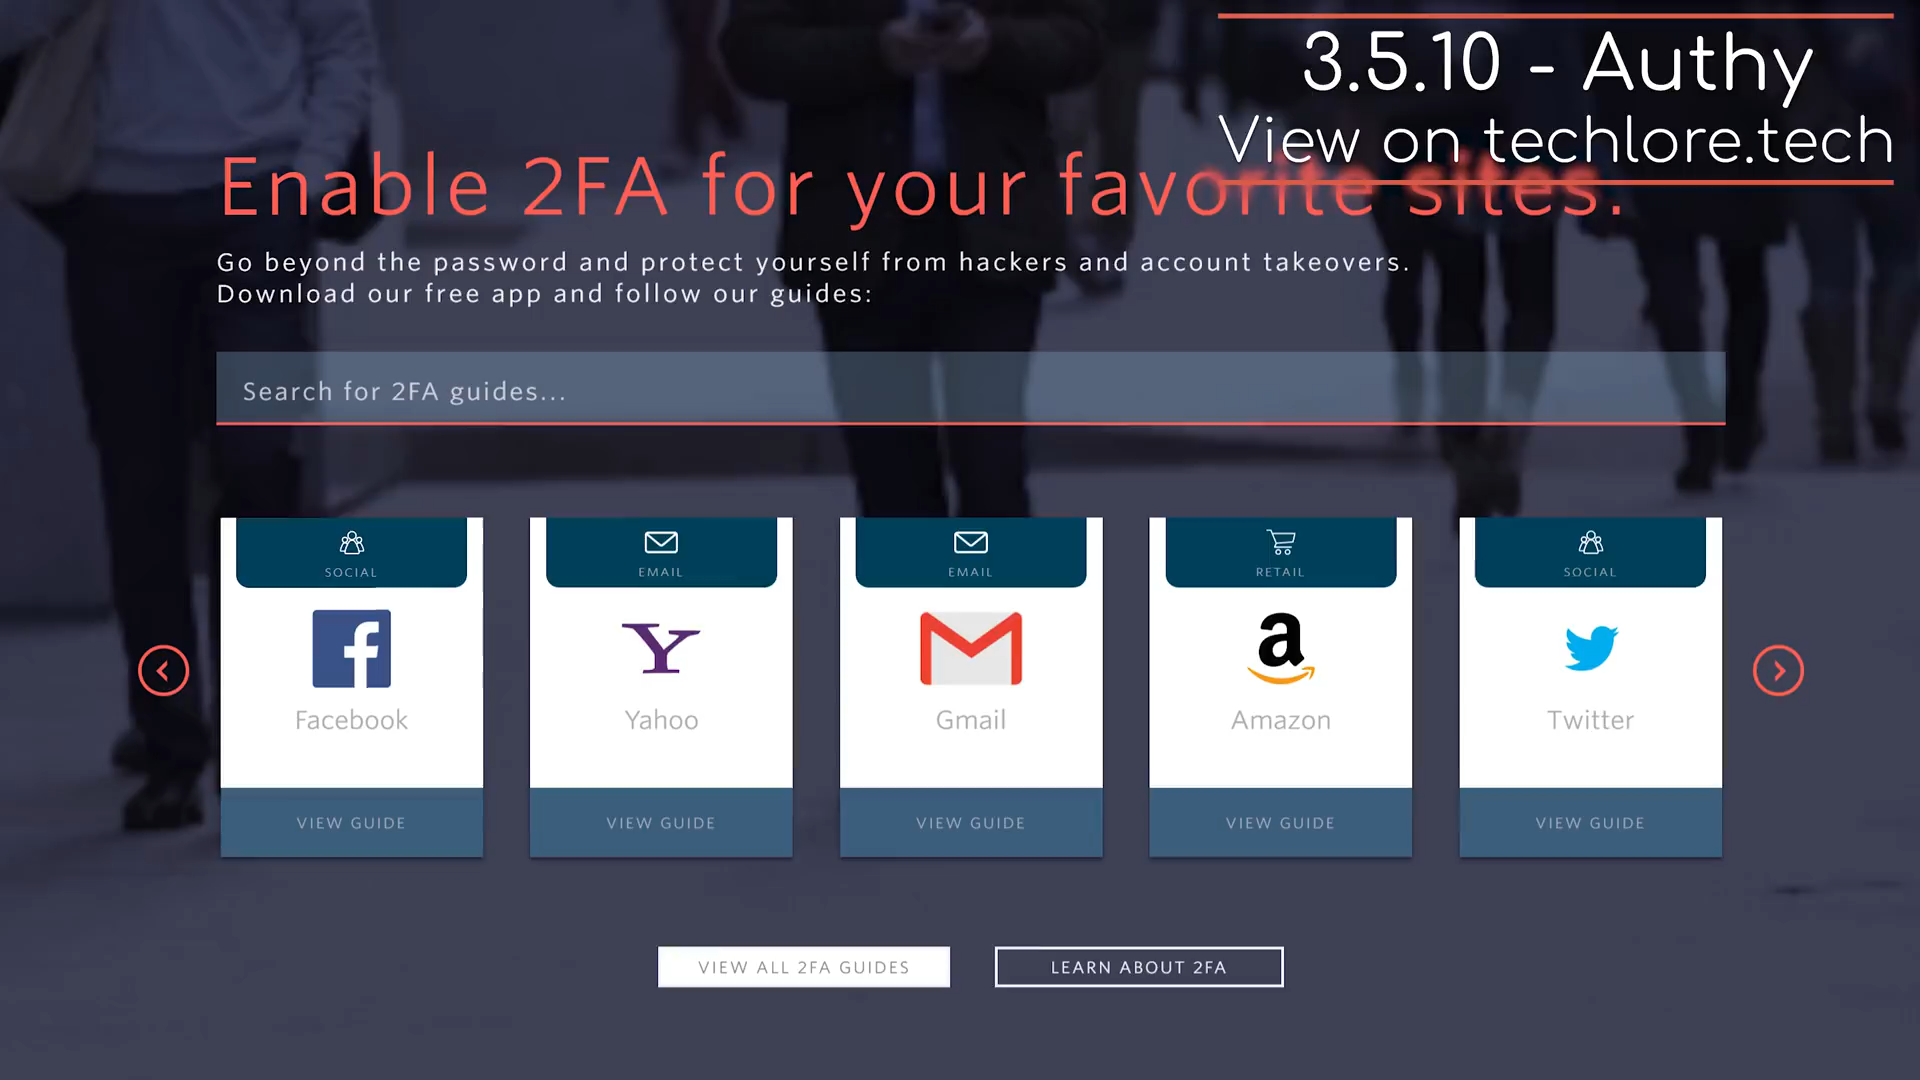 3.5.10 - Authy
View on techlore.tech
Enable 2FA for your favorite sites.
Go beyond the password and protect yourself from hackers and account takeovers.
Download our free app and follow our guides:
Search for 2FA guides...
SOCIAL
EMAIL
EMAIL
RETAIL
SOCIAL
Facebook
Yahoo
Gmail
Amazon
Twitter
VIEW GUIDE
VIEW GUIDE
VIEW GUIDE
VIEW GUIDE
VIEW GUIDE
VIEW ALL 2FA GUIDES
LEARN ABOUT 2FA